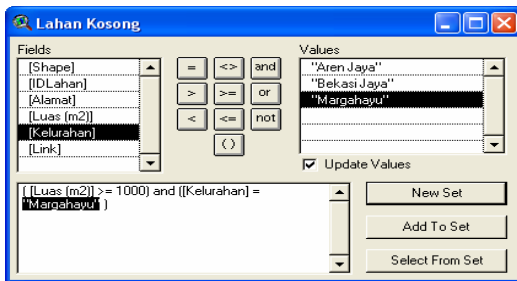 Lahan Kosong
Fields
[Shape]
[IDLahan]
[Alamat]
[Luas (m2)]
[Kelurahan]
[Link]
= <> and
> >= or
< <= not
()
Values
"Aren Jaya"
"Bekasi Jaya"
"Margahayu"
Update Values
( [Luas (m2)] >= 1000) and ([Kelurahan] =
"Margahayu" )
New Set
Add To Set
Select From Set